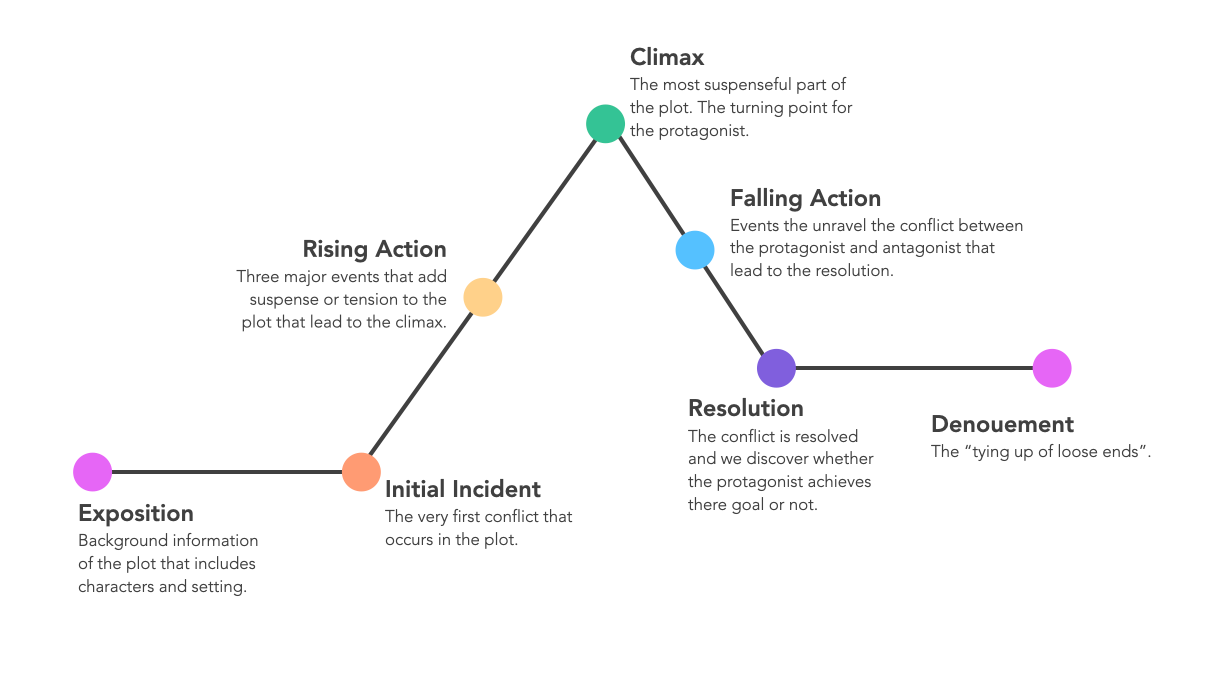 Climax
The most suspenseful part of
the plot. The turning point for
the protagonist.
Falling Action
Events the unravel the conflict between
the protagonist and antagonist that
lead to the resolution.
Rising Action
Three major events that add
suspense or tension to the
plot that lead to the climax.
Resolution
The conflict is resolved
and we discover whether
the protagonist achieves
there goal or not.
Denouement
The “tying up of loose ends”.
Initial Incident
The very first conflict that
occurs in the plot.
Exposition
Background information
of the plot that includes
characters and setting.